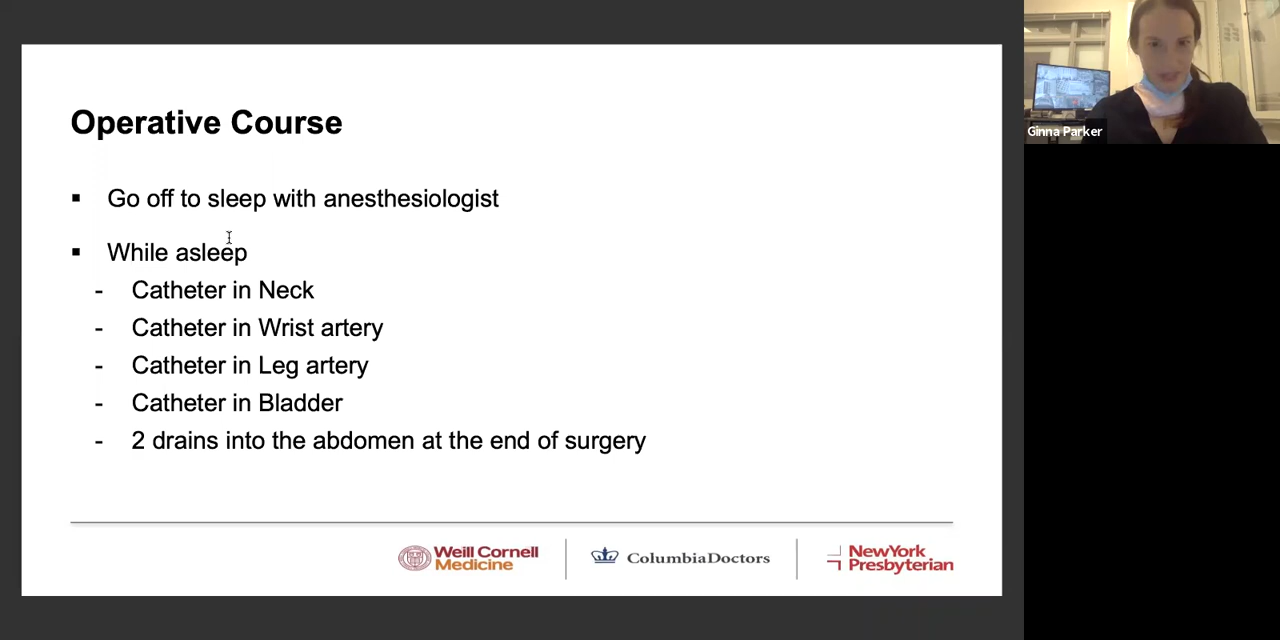 Operative Course
▪ Go off to sleep with anesthesiologist
▪ While asleep
- Catheter in Neck
- Catheter in Wrist artery
- Catheter in Leg artery
- Catheter in Bladder
- 2 drains into the abdomen at the end of surgery
Weill Cornell
Medicine
ColumbiaDoctors
NewYork
Presbyterian
Ginna Parker